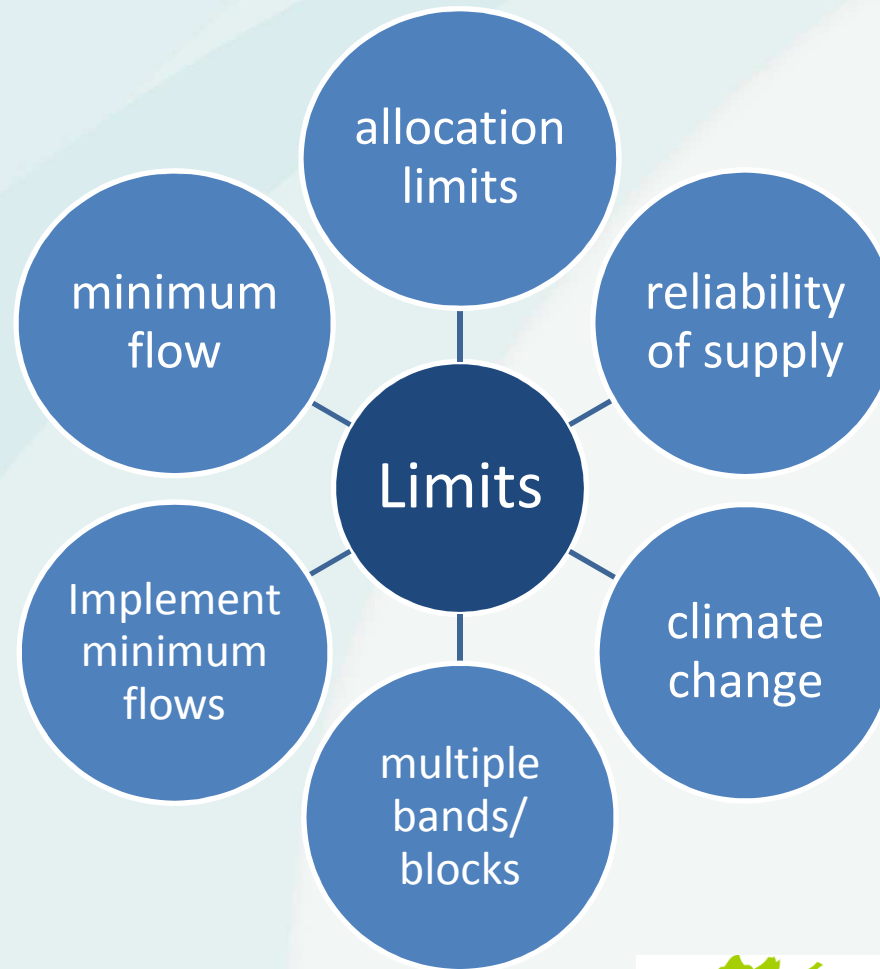 allocation
limits
reliability
of supply
climate
change
multiple
bands/
blocks
Implement
minimum
flows
minimum
flow
Limits